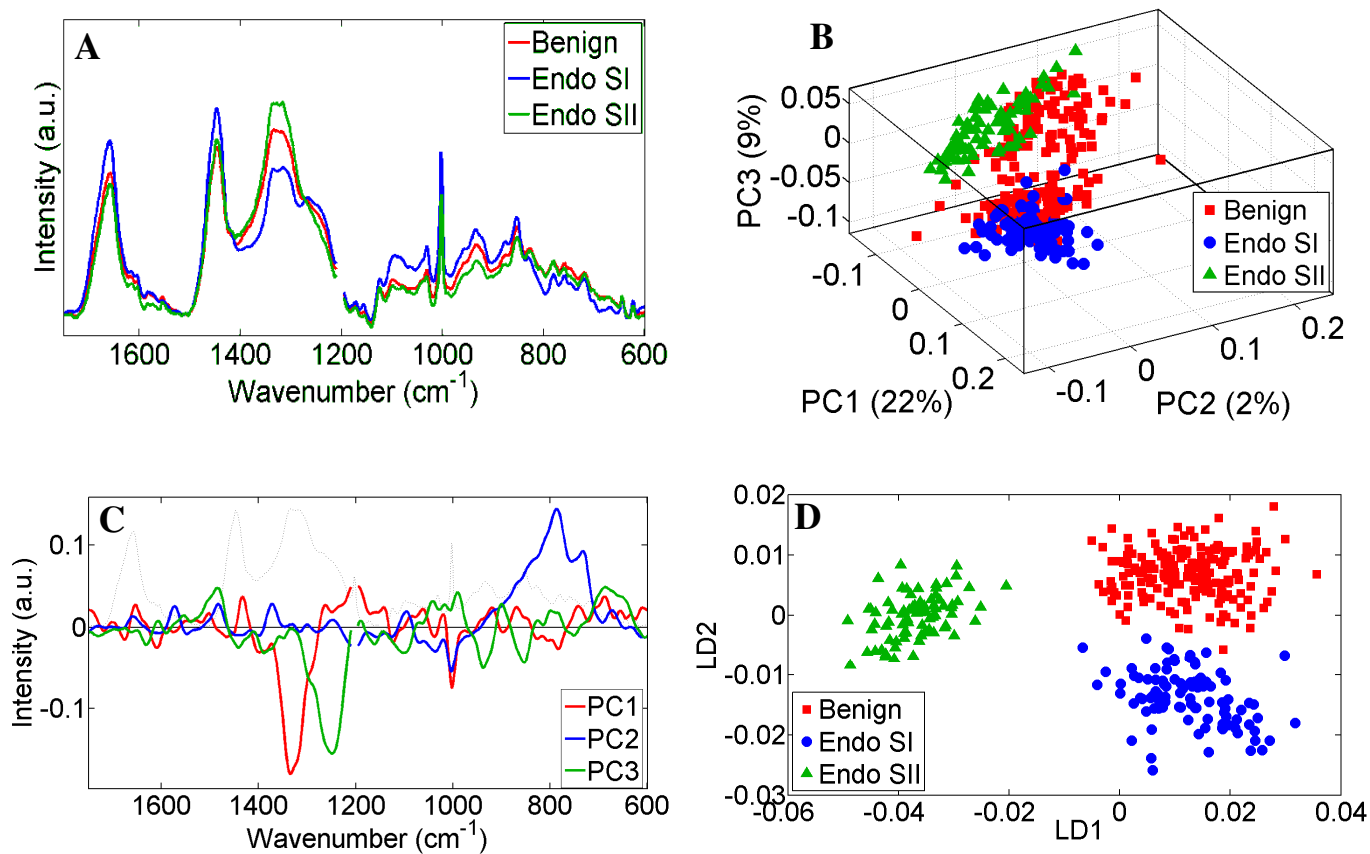 A
Benign
Endo SI
Endo SII
Intensity (a.u.)
1600 1400 1200 1000 800 600
Wavenumber (cm-1)
B
0.05
0
-0.05
-0.1
PC3 (9%)
-0.1
0
0.1
0.2
PC1 (22%)
-0.1
0
0.1
0.2
PC2 (2%)
Benign
Endo SI
Endo SII
C
0.1
0
-0.1
Intensity (a.u.)
PC1
PC2
PC3
1600 1400 1200 1000 800 600
Wavenumber (cm-1)
D
0.02
0.01
0
-0.01
-0.02
-0.03
LD2
Benign
Endo SI
Endo SII
-0.06 -0.04 -0.02 0 0.02 0.04
LD1